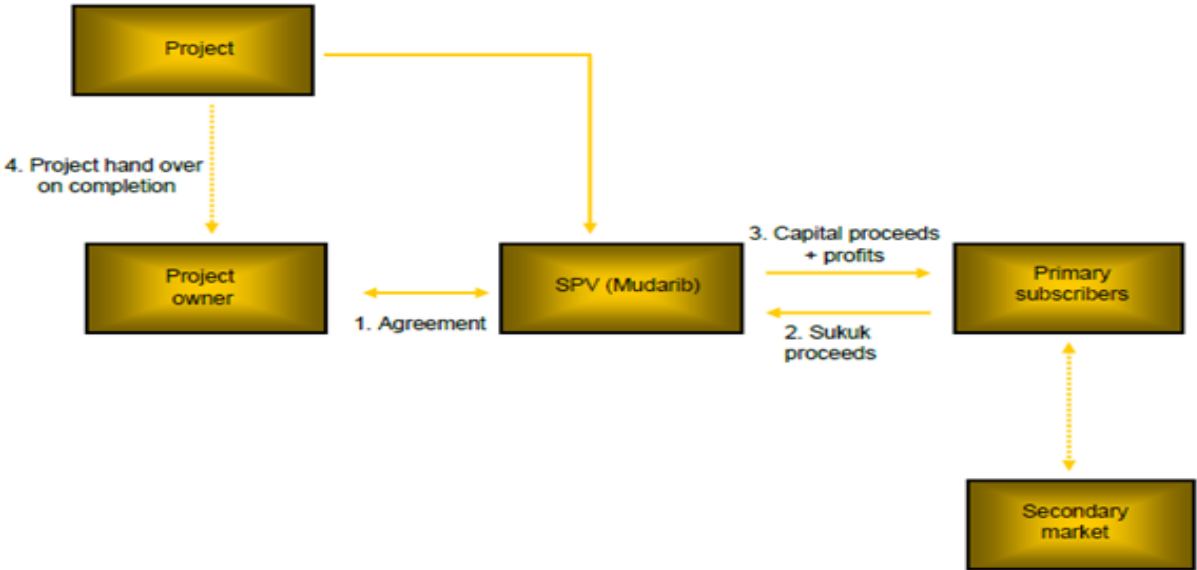 Project
4. Project hand over
on completion
Project
owner
1. Agreement
SPV (Mudarib)
3. Capital proceeds
+ profits
2. Sukuk
proceeds
Primary
subscribers
Secondary
market